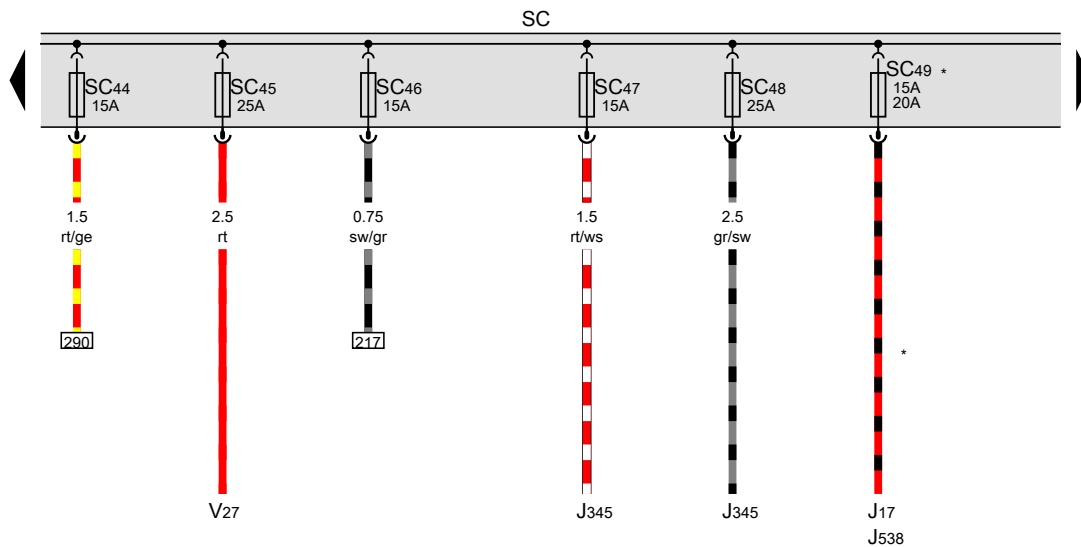 SC
SC44
15A
SC45
25A
SC46
15A
SC47
15A
SC48
25A
SC49 *
15A
20A
1.5
rt/ge
2.5
rt
0.75
sw/gr
1.5
rt/ws
2.5
gr/sw
290
217
*
V27
J345
J345
J17
J538